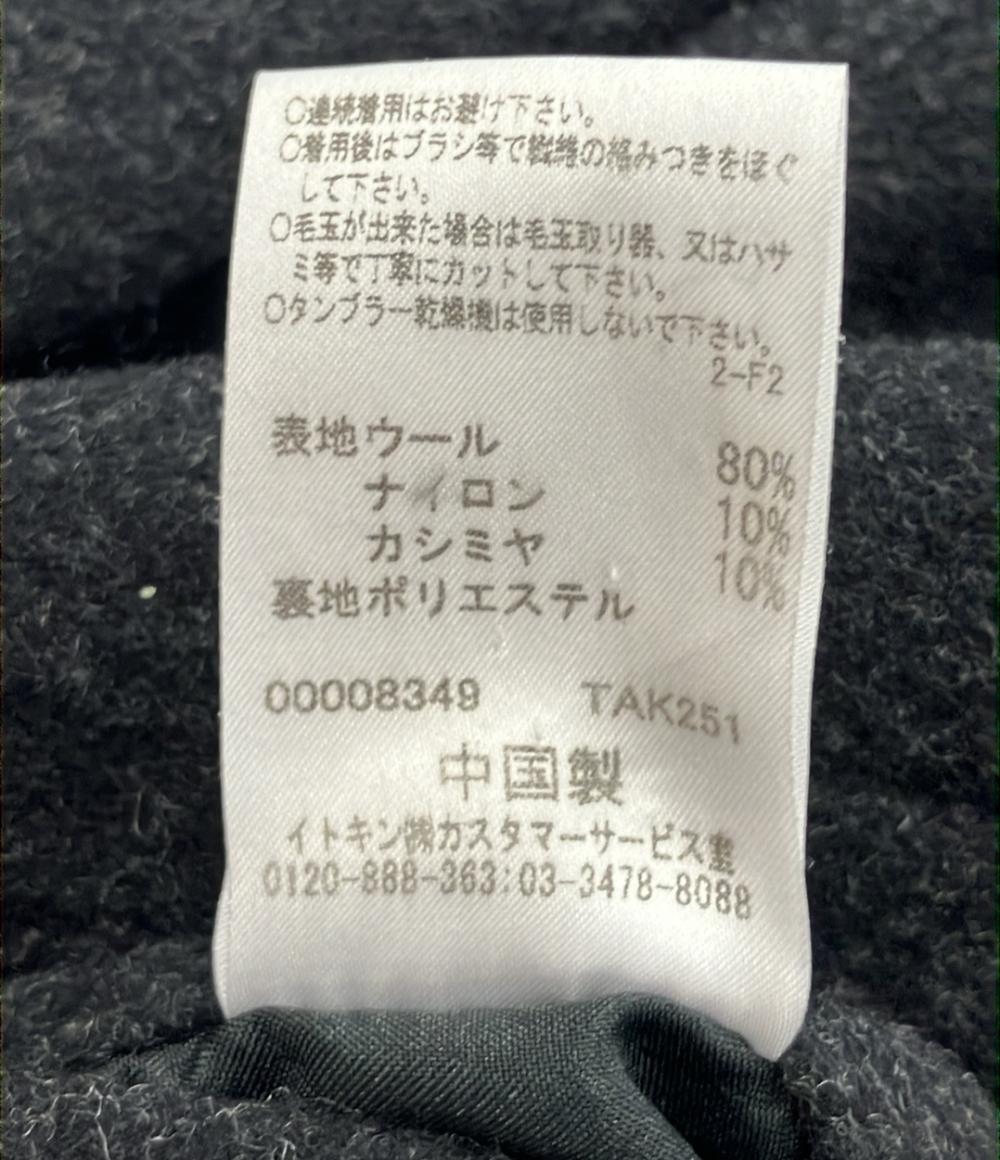 ○連続着用はお避け下さい。
○着用後はブラシ等で繊維の絡みつきをほぐ
して下さい。
○毛玉が出来た場合は毛玉取り器、又はハサ
ミ等で丁寧にカットして下さい。
○タンブラー乾燥機は使用しないで下さい。
2-F2
表地ウール 80%
ナイロン 10%
カシミヤ 10%
裏地ポリエステル
00008349 TAK251
中国製
イトキン㈱カスタマーサービス室
0120-888-363:03-3478-8088